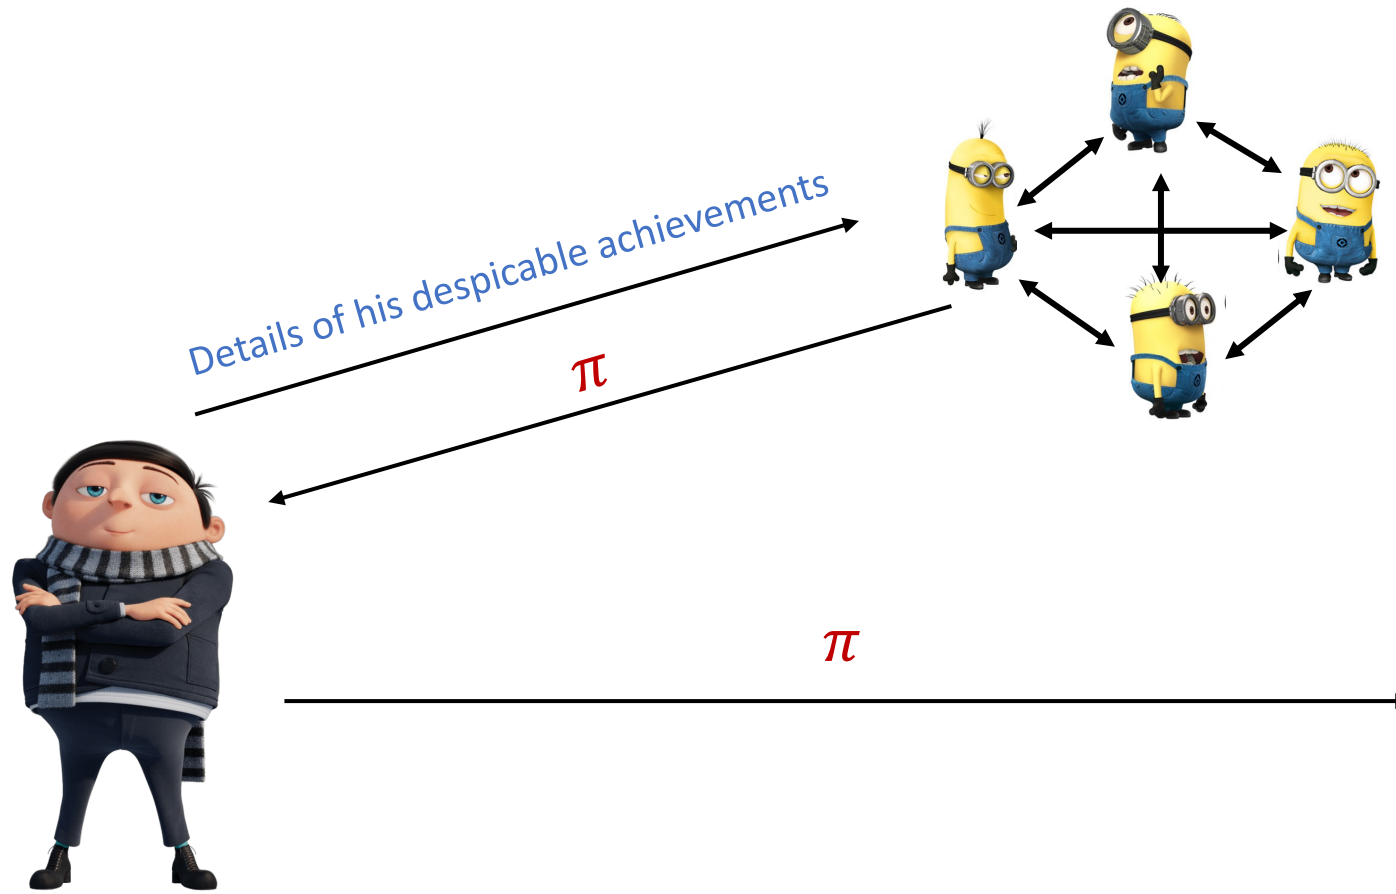 Details of his despicable achievements
π
π